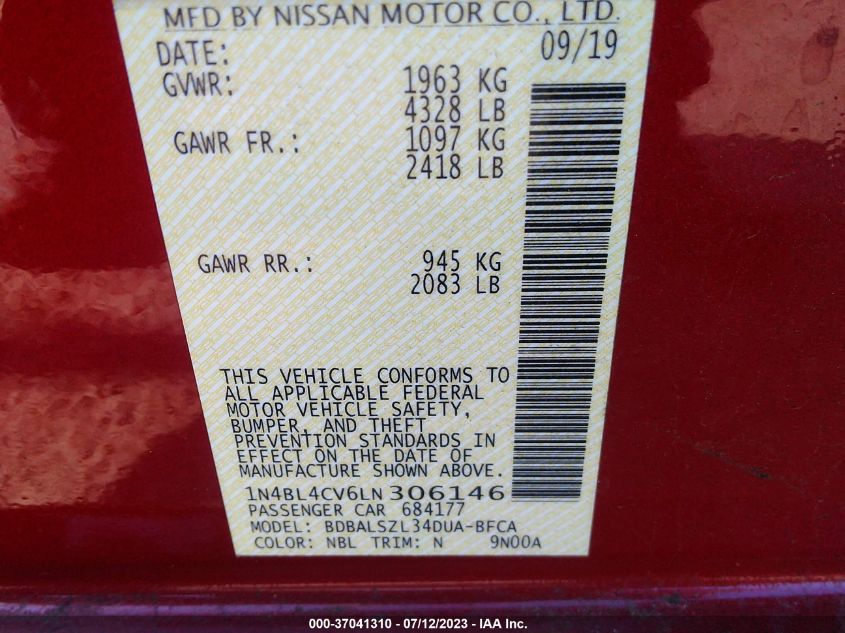 MFD BY NISSAN MOTOR CO., LTD.
DATE: 09/19
GVWR: 1963 KG
4328 LB
GAWR FR.: 1097 KG
2418 LB
GAWR RR.: 945 KG
2083 LB
THIS VEHICLE CONFORMS TO
ALL APPLICABLE FEDERAL
MOTOR VEHICLE SAFETY,
BUMPER, AND THEFT
PREVENTION STANDARDS IN
EFFECT ON THE DATE OF
MANUFACTURE SHOWN ABOVE.
1N4BL4CV6LN306146
PASSENGER CAR 684177
MODEL: BDBALSZL34DUA-BFCA
COLOR: NBL TRIM: N 9N00A
000-37041310 - 07/12/2023 - IAA Inc.